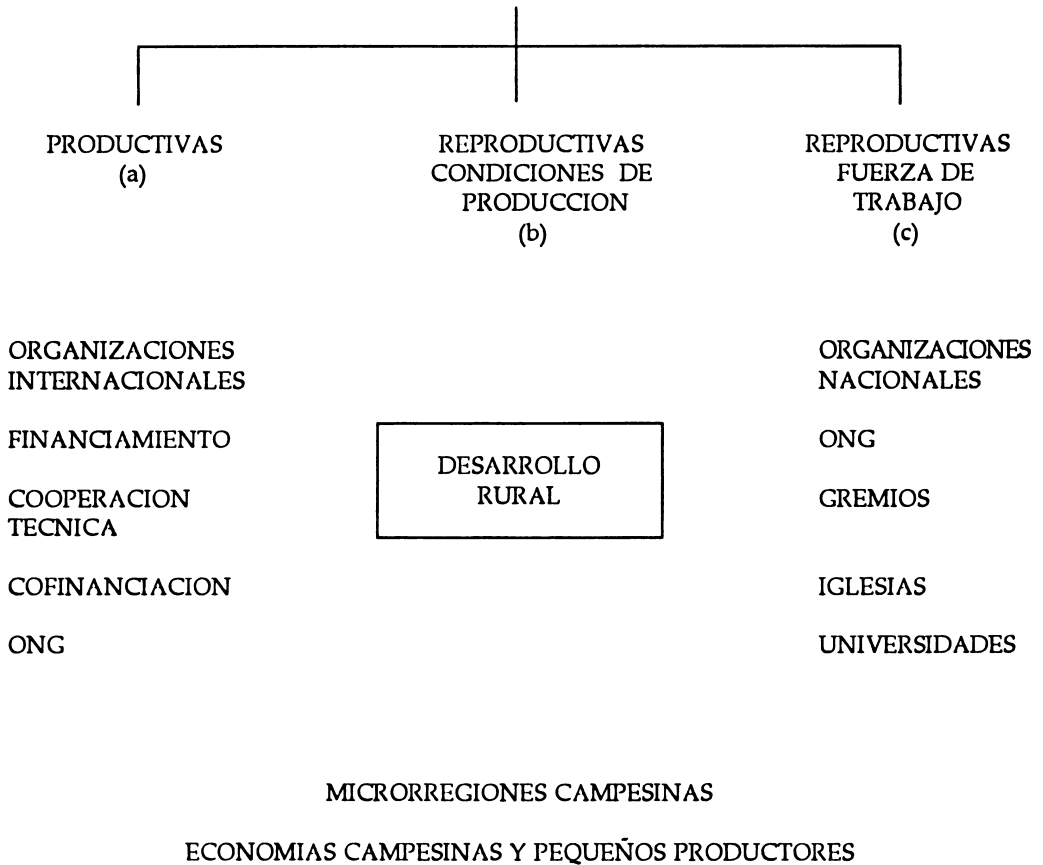 PRODUCTIVAS
(a)
REPRODUCTIVAS
CONDICIONES DE
PRODUCCION
(b)
REPRODUCTIVAS
FUERZA DE
TRABAJO
(c)
ORGANIZACIONES
INTERNACIONALES
FINANCIAMIENTO
COOPERACION
TECNICA
COFINANCIACION
ONG
DESARROLLO
RURAL
ORGANIZACIONES
NACIONALES
ONG
GREMIOS
IGLESIAS
UNIVERSIDADES
MICRORREGIONES CAMPESINAS
ECONOMIAS CAMPESINAS Y PEQUEÑOS PRODUCTORES